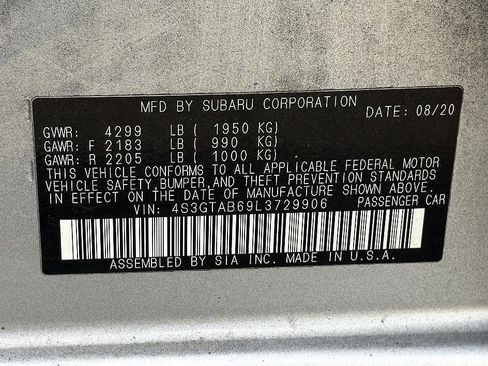 MFD BY SUBARU CORPORATION DATE: 08/20
GVWR: 4299 LB ( 1950 KG)
GAWR: F 2183 LB ( 990 KG)
GAWR: R 2205 LB ( 1000 KG)
THIS VEHICLE CONFORMS TO ALL APPLICABLE FEDERAL MOTOR
VEHICLE SAFETY, BUMPER, AND THEFT PREVENTION STANDARDS
IN EFFECT ON THE DATE OF MANUFACTURE SHOWN ABOVE.
VIN: 4S3GTAB69L3729906 PASSENGER CAR
ASSEMBLED BY SIA INC. MADE IN U.S.A.